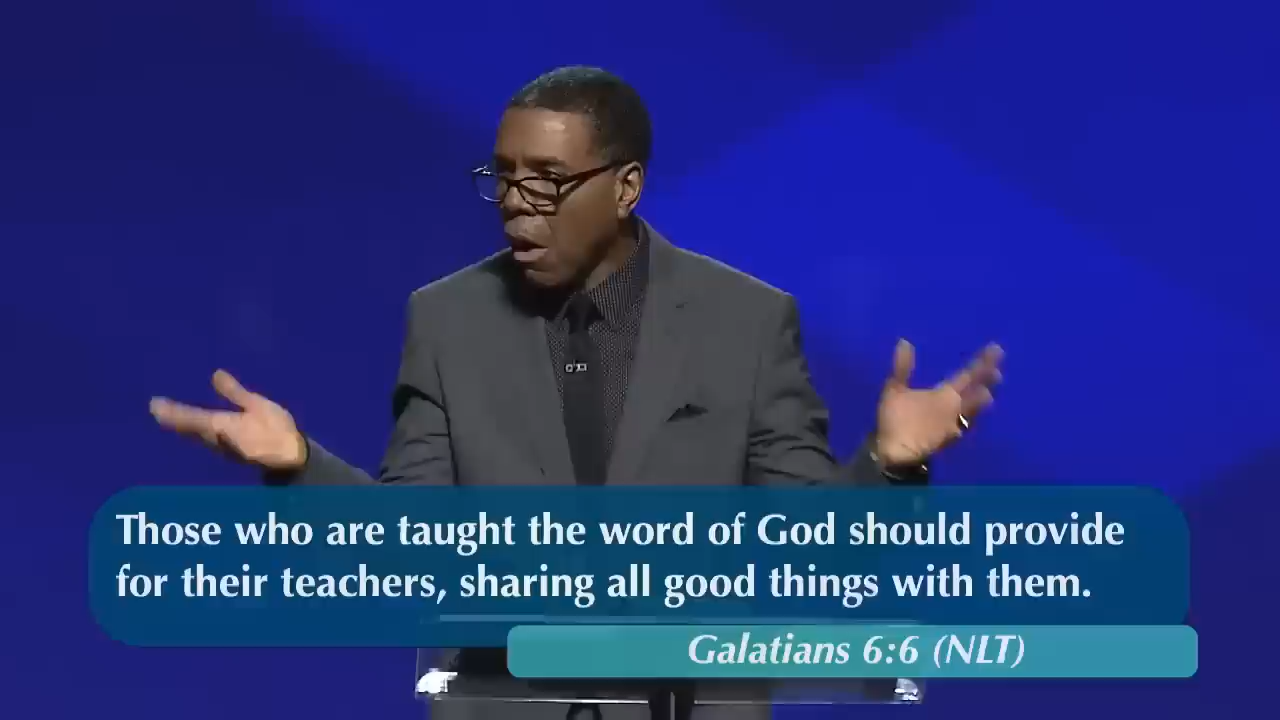 Those who are taught the word of God should provide
for their teachers, sharing all good things with them.
Galatians 6:6 (NLT)